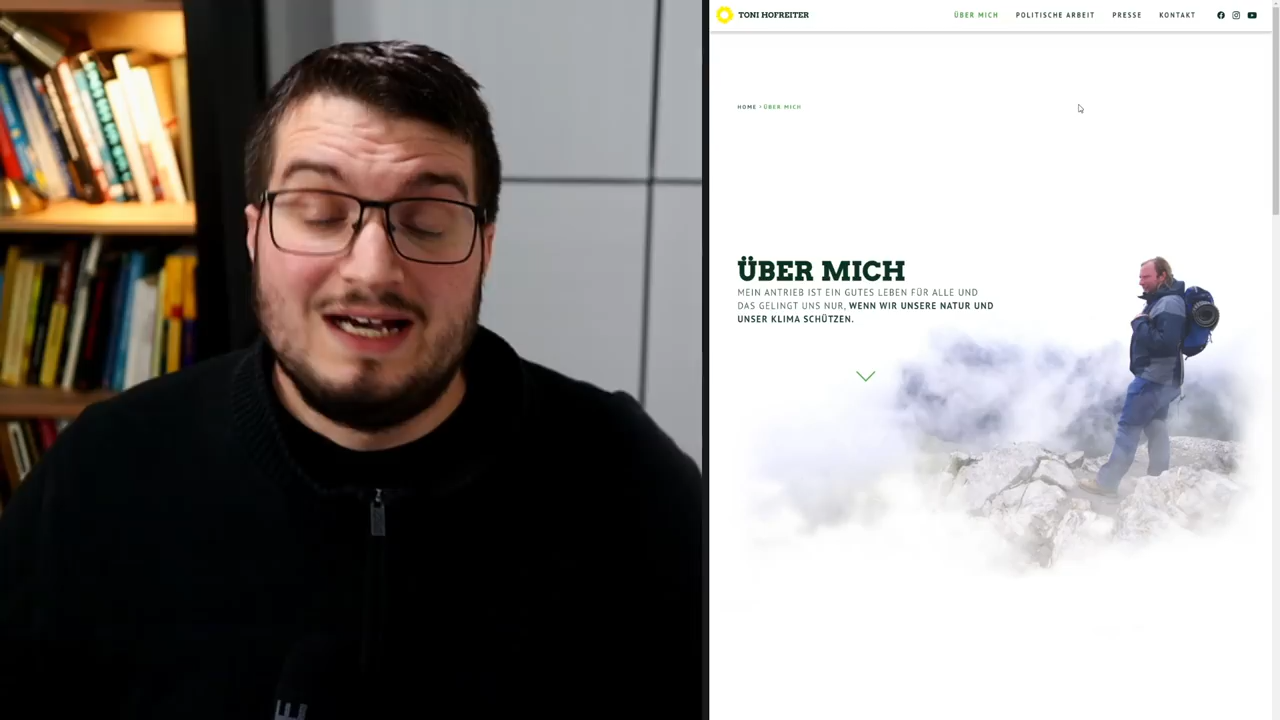 TONI HOFREITER
ÜBER MICH
POLITISCHE ARBEIT
PRESSE
KONTAKT
HOME > ÜBER MICH
ÜBER MICH
MEIN ANTRIEB IST EIN GUTES LEBEN FÜR ALLE UND
DAS GELINGT UNS NUR, WENN WIR UNSERE NATUR UND
UNSER KLIMA SCHÜTZEN.